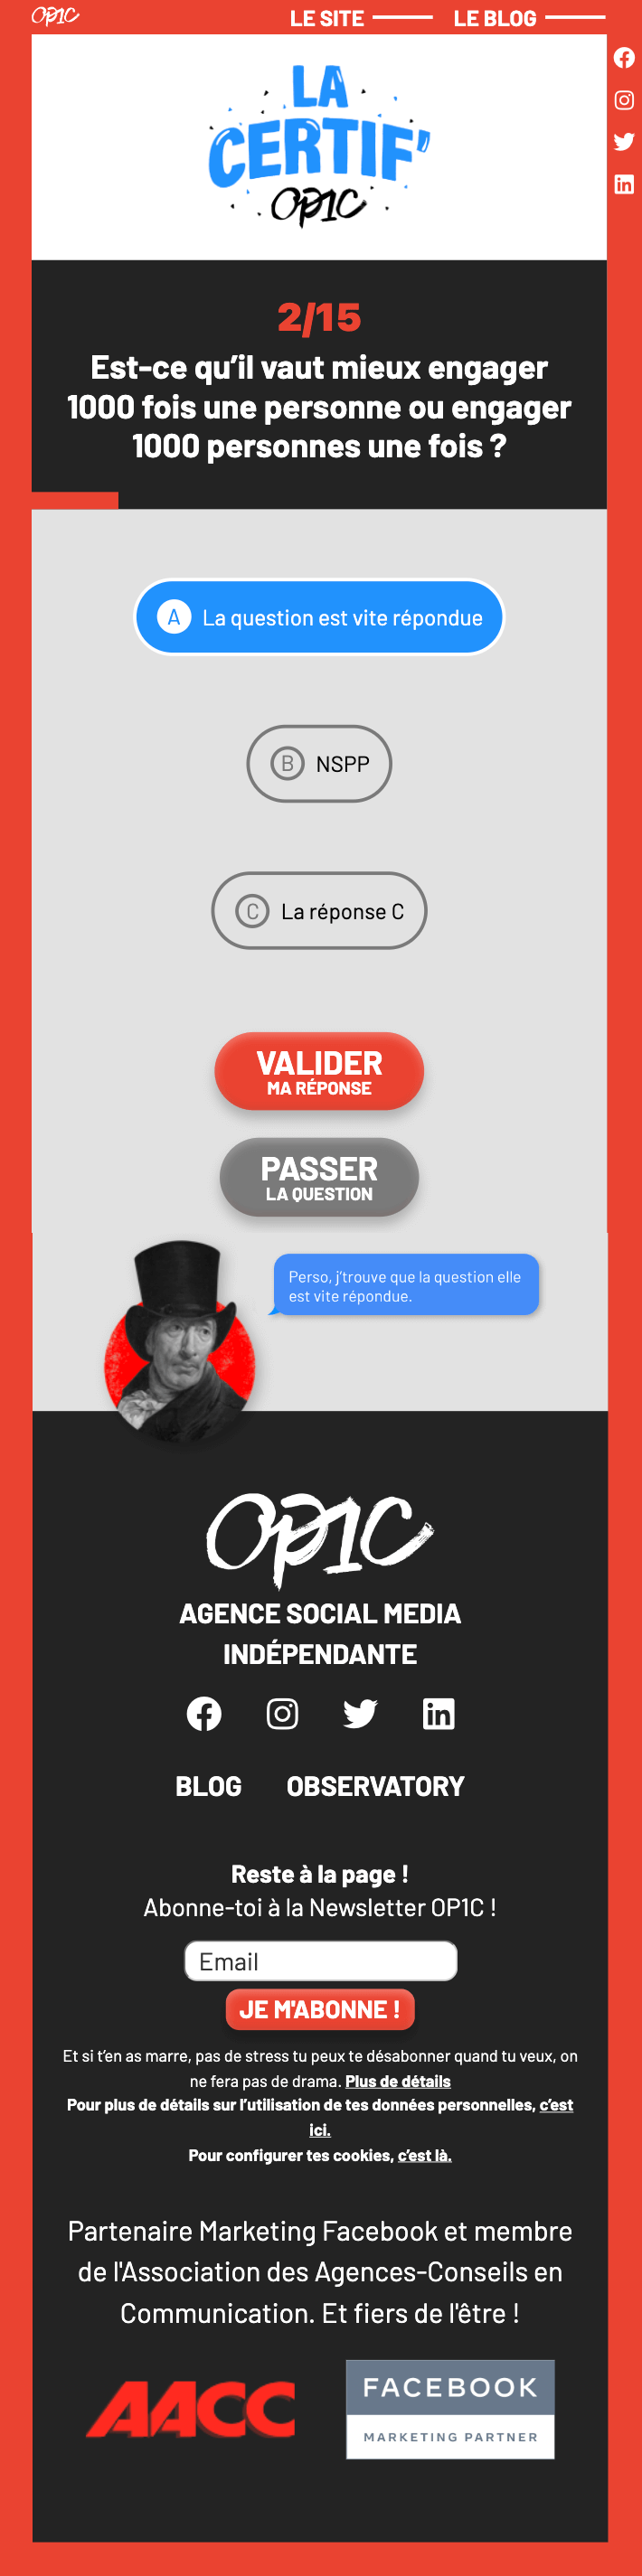 OP1C
LE SITE
LE BLOG
LA
CERTIF'
OP1C
2/15
Est-ce qu’il vaut mieux engager
1000 fois une personne ou engager
1000 personnes une fois ?
A La question est vite répondue
B NSPP
C La réponse C
VALIDER
MA RÉPONSE
PASSER
LA QUESTION
Perso, j’trouve que la question elle
est vite répondue.
OP1C
AGENCE SOCIAL MEDIA
INDÉPENDANTE
BLOG
OBSERVATORY
Reste à la page !
Abonne-toi à la Newsletter OP1C !
Email
JE M'ABONNE !
Et si t’en as marre, pas de stress tu peux te désabonner quand tu veux, on
ne fera pas de drama. Plus de détails
Pour plus de détails sur l’utilisation de tes données personnelles, c’est
ici.
Pour configurer tes cookies, c’est là.
Partenaire Marketing Facebook et membre
de l'Association des Agences-Conseils en
Communication. Et fiers de l'être !
AACC
FACEBOOK
MARKETING PARTNER